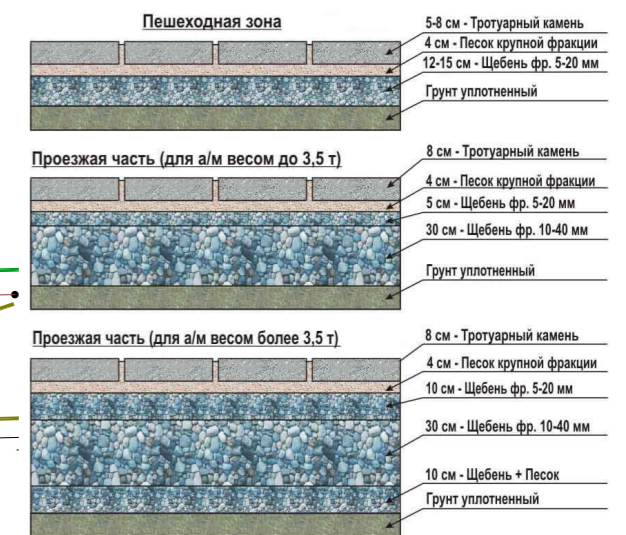 Пешеходная зона
5-8 см - Тротуарный камень
4 см - Песок крупной фракции
12-15 см - Щебень фр. 5-20 мм
Грунт уплотненный
Проезжая часть (для а/м весом до 3,5 т)
8 см - Тротуарный камень
4 см - Песок крупной фракции
5 см - Щебень фр. 5-20 мм
30 см - Щебень фр. 10-40 мм
Грунт уплотненный
Проезжая часть (для а/м весом более 3,5 т)
8 см - Тротуарный камень
4 см - Песок крупной фракции
10 см - Щебень фр. 5-20 мм
30 см - Щебень фр. 10-40 мм
10 см - Щебень + Песок
Грунт уплотненный